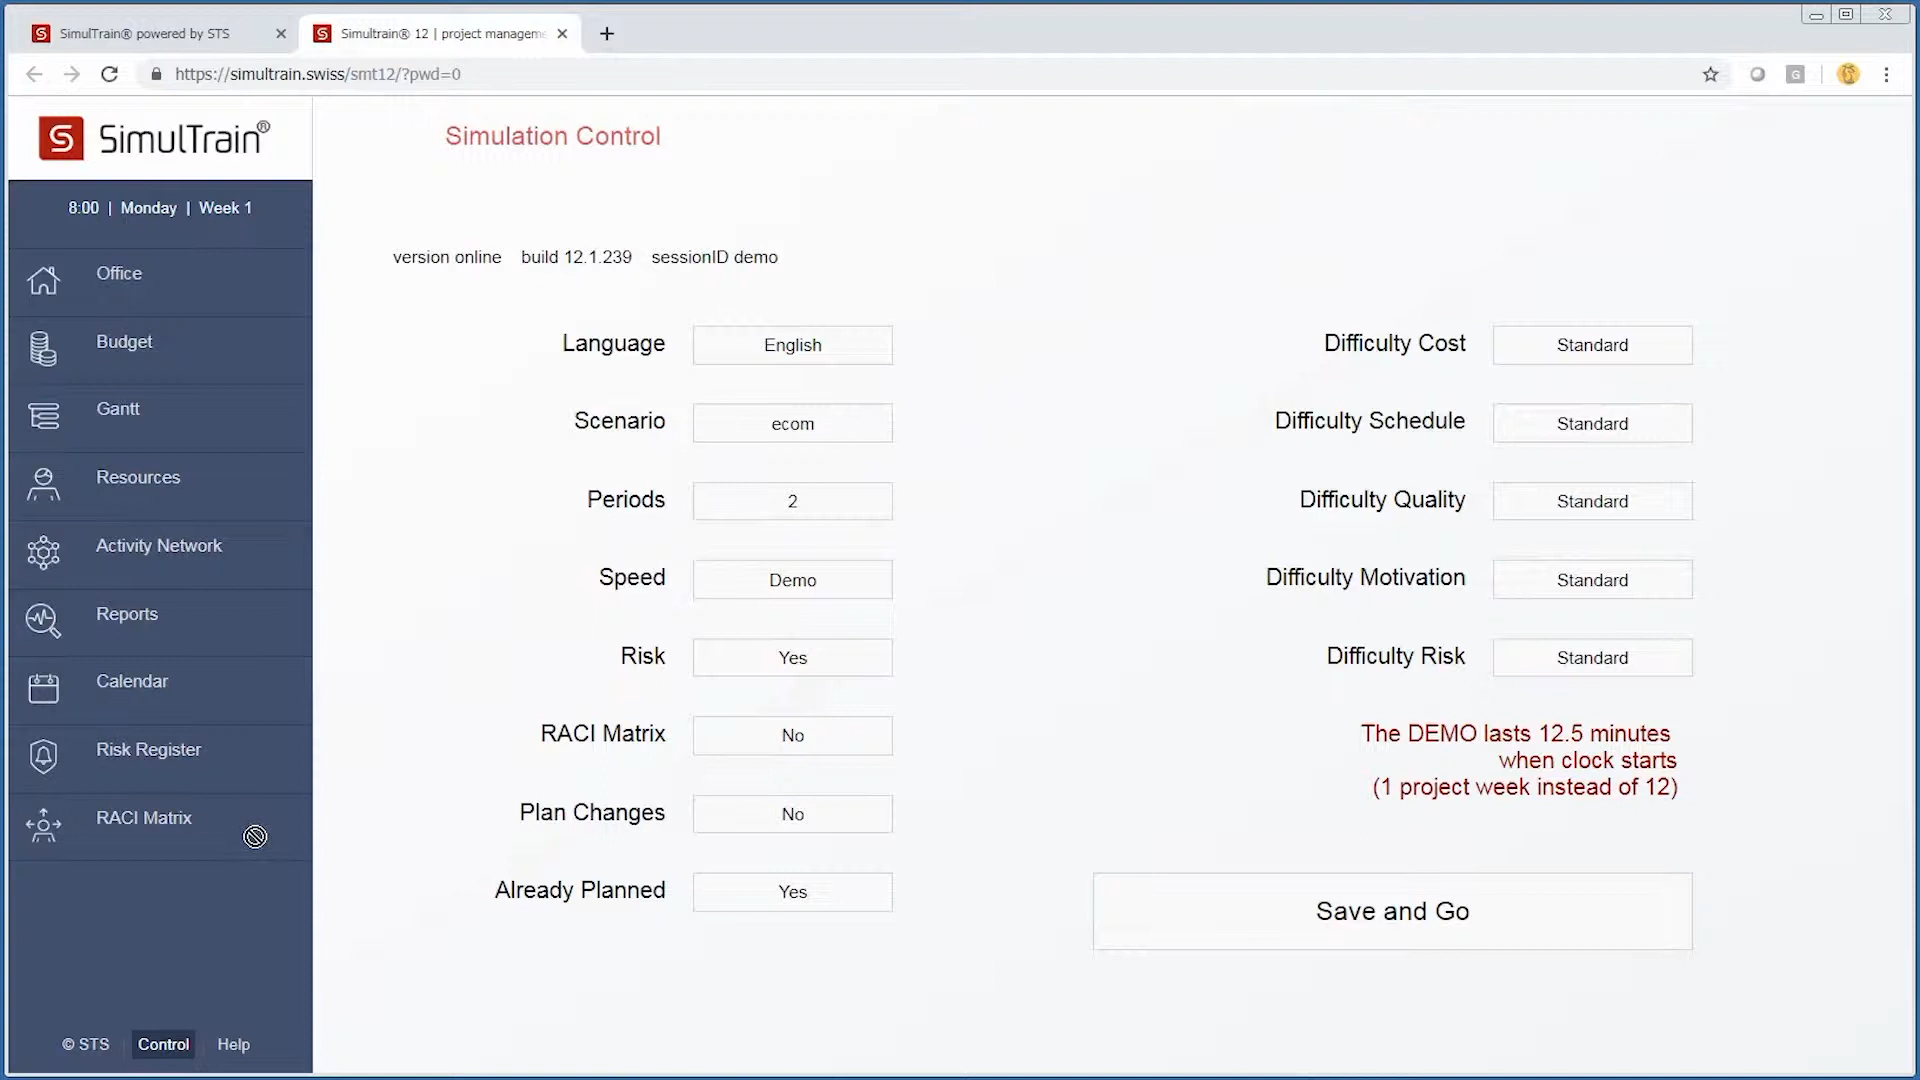 SimulTrain® powered by STS
Simultrain® 12 | project manageme
https://simultrain.swiss/smt12/?pwd=0
G
S SimulTrain®
Simulation Control
8:00 | Monday | Week 1
version online build 12.1.239 sessionID demo
Office
Budget
Gantt
Resources
Activity Network
Reports
Calendar
Risk Register
RACI Matrix
Language English
Scenario ecom
Periods 2
Speed Demo
Risk Yes
RACI Matrix No
Plan Changes No
Already Planned Yes
Difficulty Cost Standard
Difficulty Schedule Standard
Difficulty Quality Standard
Difficulty Motivation Standard
Difficulty Risk Standard
The DEMO lasts 12.5 minutes
when clock starts
(1 project week instead of 12)
Save and Go
© STS Control Help